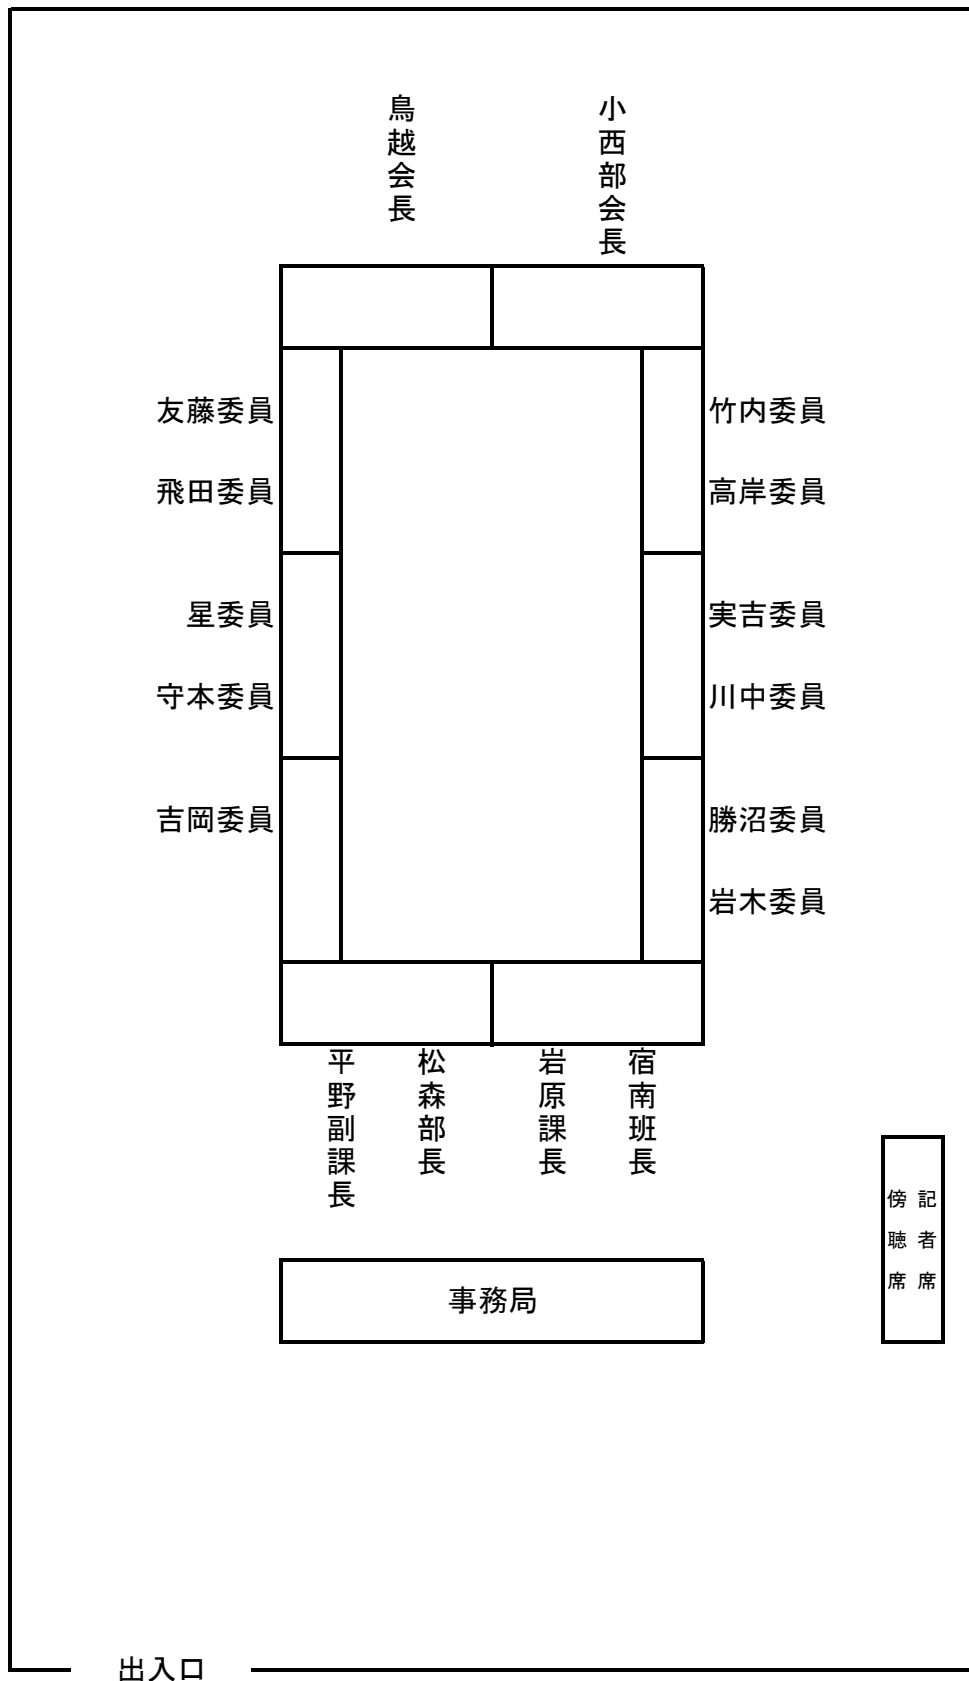 鳥越会長
小西部会長
友藤委員
竹内委員
飛田委員
高岸委員
星委員
実吉委員
守本委員
川中委員
吉岡委員
勝沼委員
岩木委員
平野副課長
松森部長
岩原課長
宿南班長
記者席
傍聴席
事務局
出入口